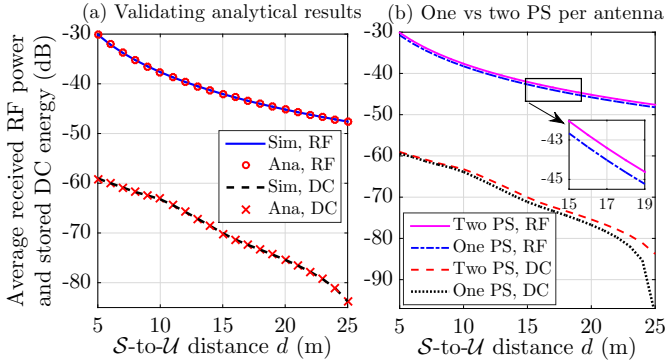 (a) Validating analytical results
(b) One vs two PS per antenna
Average received RF power
and stored DC energy (dB)
-30
-40
-50
-60
-70
-80
Sim, RF
Ana, RF
Sim, DC
Ana, DC
5
10
15
20
25
S-to-U distance d (m)
-30
-40
-50
-60
-70
-80
-90
-43
-45
15
17
19
Two PS, RF
One PS, RF
Two PS, DC
One PS, DC
5
10
15
20
25
S-to-U distance d (m)